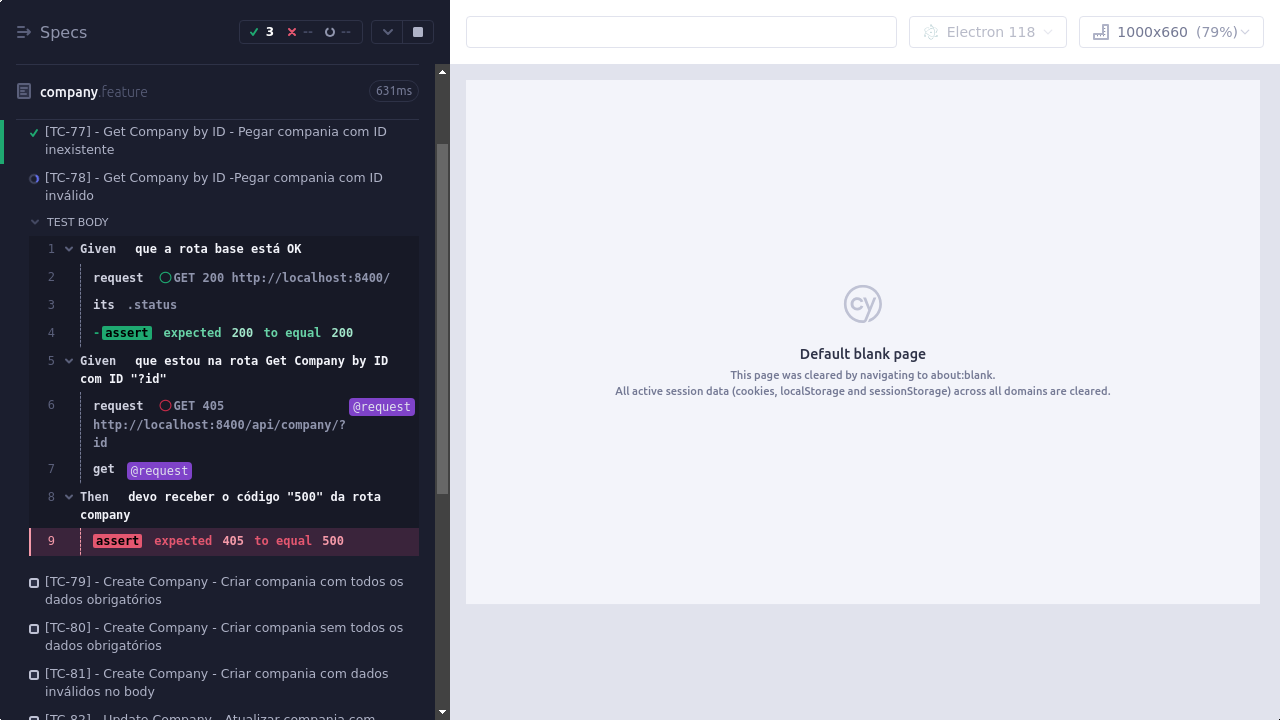 Specs
3
--
--
Electron 118
1000x660 (79%)
company.feature
631ms
[TC-77] - Get Company by ID - Pegar compania com ID
inexistente
[TC-78] - Get Company by ID -Pegar compania com ID
inválido
TEST BODY
1 Given que a rota base está OK
2 request GET 200 http://localhost:8400/
3 its .status
4 -assert expected 200 to equal 200
5 Given que estou na rota Get Company by ID
com ID "?id"
6 request GET 405 @request
http://localhost:8400/api/company/?
id
7 get @request
8 Then devo receber o código "500" da rota
company
9 assert expected 405 to equal 500
[TC-79] - Create Company - Criar compania com todos os
dados obrigatórios
[TC-80] - Create Company - Criar compania sem todos os
dados obrigatórios
[TC-81] - Create Company - Criar compania com dados
inválidos no body
[TC-82] - Update Company - Atualizar compania com
cy
Default blank page
This page was cleared by navigating to about:blank.
All active session data (cookies, localStorage and sessionStorage) across all domains are cleared.